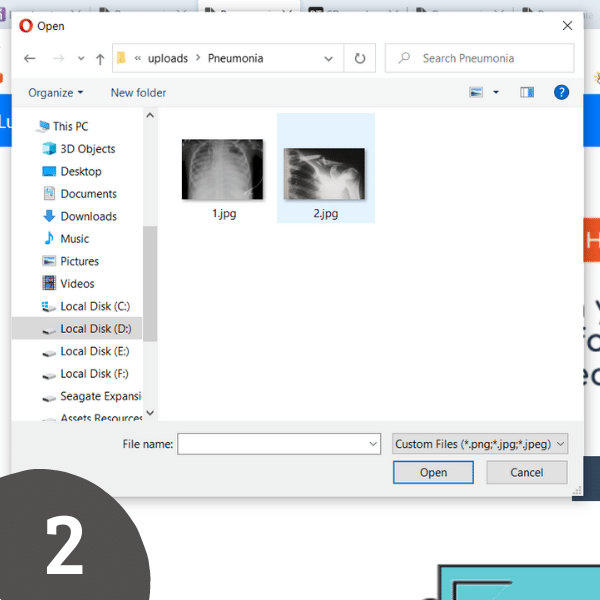 Open
« uploads > Pneumonia
Search Pneumonia
Organize
New folder
This PC
3D Objects
Desktop
Documents
Downloads
Music
Pictures
Videos
Local Disk (C:)
Local Disk (D:)
Local Disk (E:)
Local Disk (F:)
Seagate Expansi
Assets Resources
1.jpg
2.jpg
File name:
Custom Files (*.png;*.jpg;*.jpeg)
Open
Cancel
2